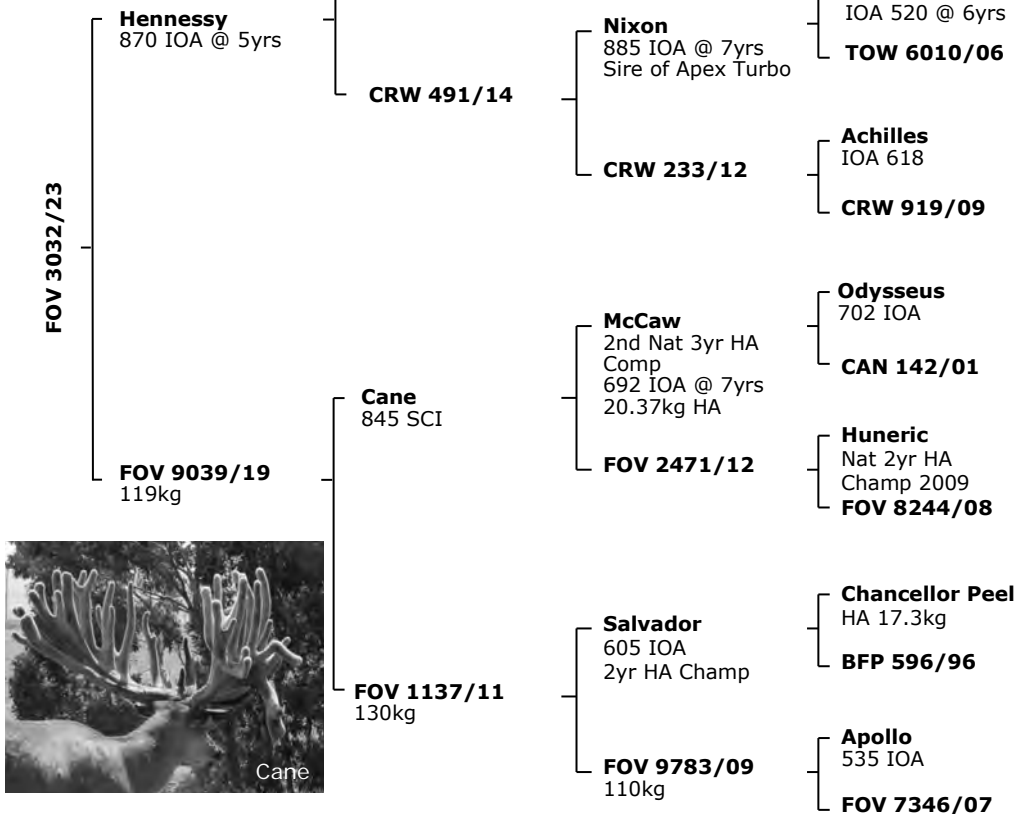 FOV 3032/23
Hennessy
870 IOA @ 5yrs
FOV 9039/19
119kg
CRW 491/14
Cane
845 SCI
FOV 1137/11
130kg
Nixon
885 IOA @ 7yrs
Sire of Apex Turbo
CRW 233/12
McCaw
2nd Nat 3yr HA
Comp
692 IOA @ 7yrs
20.37kg HA
FOV 2471/12
Salvador
605 IOA
2yr HA Champ
FOV 9783/09
110kg
IOA 520 @ 6yrs
TOW 6010/06
Achilles
IOA 618
CRW 919/09
Odysseus
702 IOA
CAN 142/01
Huneric
Nat 2yr HA
Champ 2009
FOV 8244/08
Chancellor Peel
HA 17.3kg
BFP 596/96
Apollo
535 IOA
FOV 7346/07
Cane